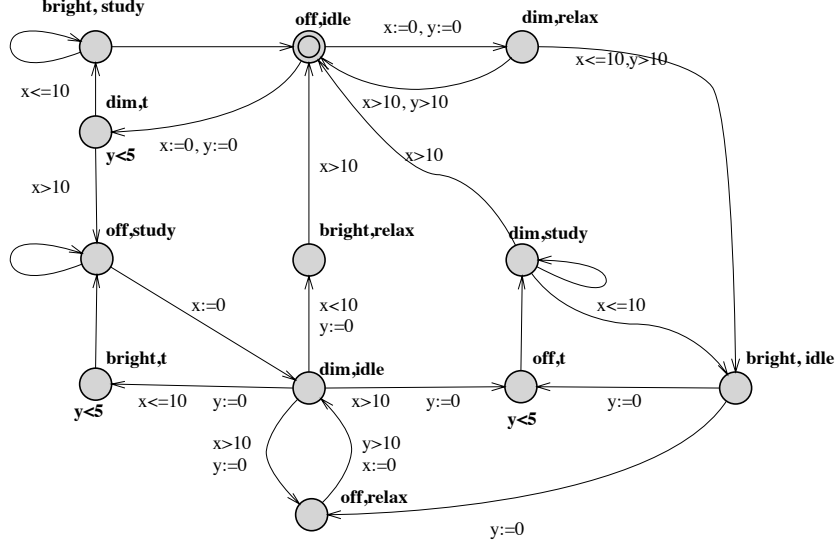 bright, study
off,idle
dim,relax
x:=0, y:=0
x<=10,y>10
x<=10
dim,t
x>10, y>10
x:=0, y:=0
y<5
x>10
x>10
x>10
off,study
bright,relax
dim,study
x:=0
x<10
y:=0
x<=10
bright,t
dim,idle
off,t
bright, idle
y<5
x<=10
y:=0
x>10
y:=0
y<5
y:=0
x>10
y:=0
y>10
x:=0
off,relax
y:=0